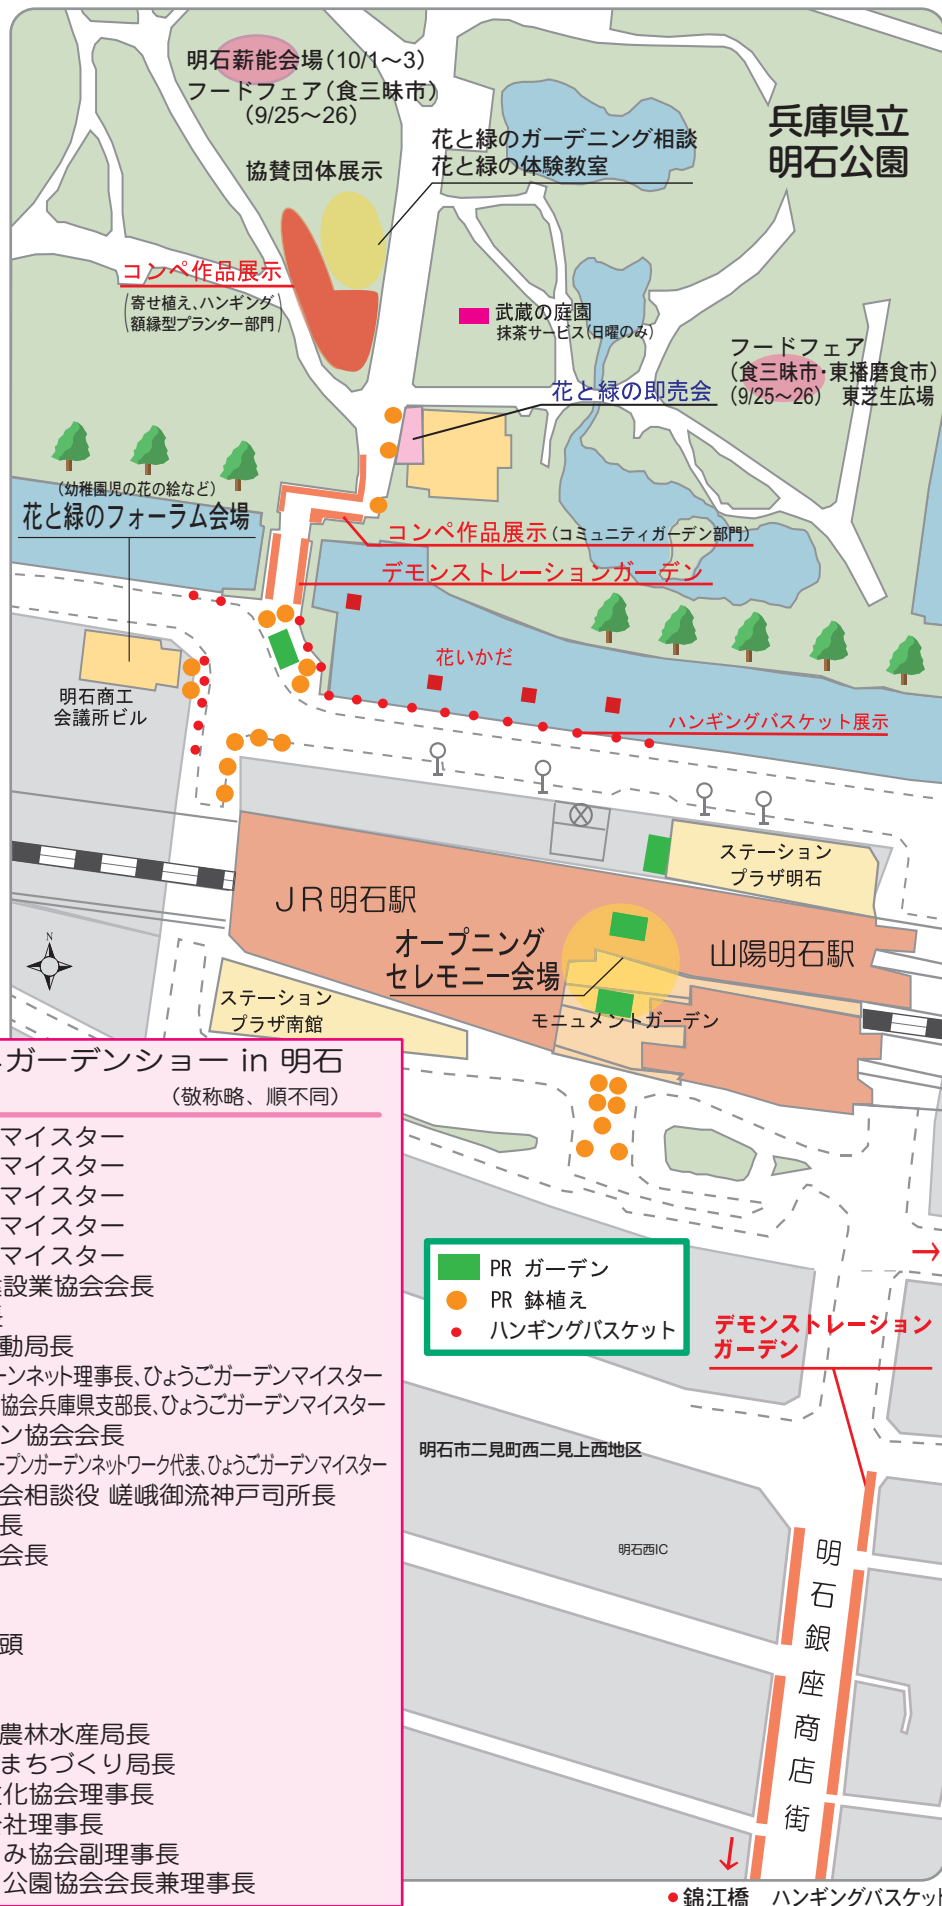 明石薪能会場(10/1～3)
フードフェア(食三昧市)
(9/25～26)
兵庫県立
明石公園
花と緑のガーデニング相談
花と緑の体験教室
協賛団体展示
コンペ作品展示
(寄せ植え、ハンギング
額縁型プランター部門)
武蔵の庭園
抹茶サービス(日曜のみ)
フードフェア
(食三昧市・東播磨食市)
(9/25～26) 東芝生広場
花と緑の即売会
(幼稚園児の花の絵など)
花と緑のフォーラム会場
コンペ作品展示(コミュニティガーデン部門)
デモンストレーションガーデン
花いかだ
明石商工
会議所ビル
ハンギングバスケット展示
ステーション
プラザ明石
JR明石駅
オープニング
セレモニー会場
山陽明石駅
N
ステーション
プラザ南館
モニュメントガーデン
ガーデンショー in 明石
(敬称略、順不同)
マイスター
マイスター
マイスター
マイスター
マイスター
設業協会会長
長
動局長
ーンネット理事長、ひょうごガーデンマイスター
協会兵庫県支部長、ひょうごガーデンマイスター
ン協会会長
ープンガーデンネットワーク代表、ひょうごガーデンマイスター
会相談役 嵯峨御流神戸司所長
長
会長
頭
農林水産局長
まちづくり局長
化協会理事長
社理事長
み協会副理事長
公園協会会長兼理事長
PR ガーデン
PR 鉢植え
ハンギングバスケット
→
デモンストレーション
ガーデン
明石市二見町西二見上西地区
明石西IC
明石銀座商店街
↓
●錦江橋 ハンギングバスケット